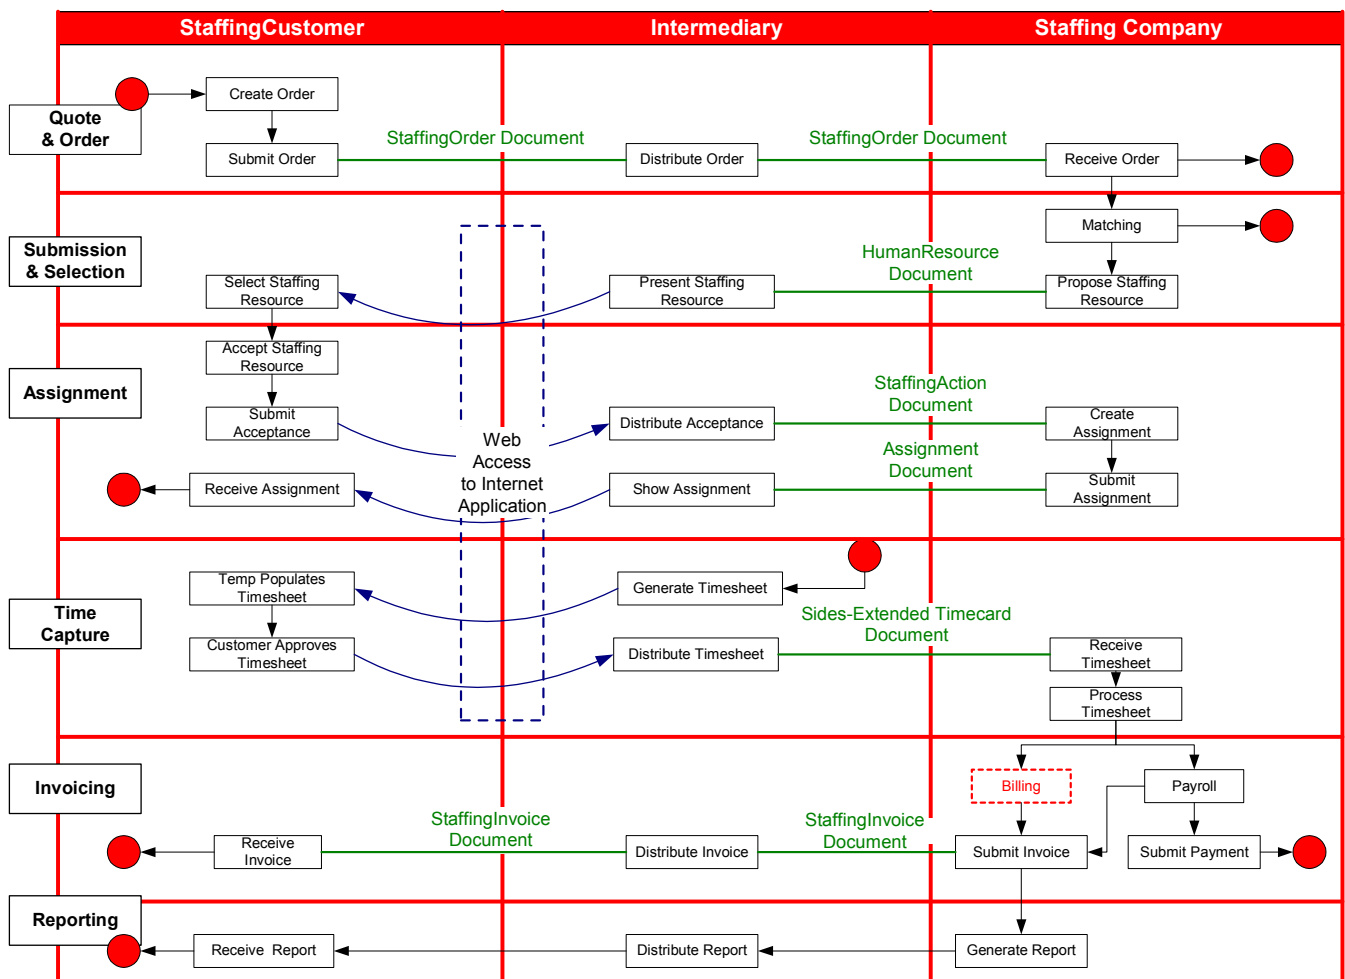 StaffingCustomer
Intermediary
Staffing Company
Quote
& Order
Create Order
Submit Order
StaffingOrder Document
Distribute Order
StaffingOrder Document
Receive Order
Submission
& Selection
Matching
HumanResource
Document
Select Staffing
Resource
Present Staffing
Resource
Propose Staffing
Resource
Assignment
Accept Staffing
Resource
Submit
Acceptance
Web
Access
to Internet
Application
Distribute Acceptance
StaffingAction
Document
Create
Assignment
Receive Assignment
Show Assignment
Assignment
Document
Submit
Assignment
Time
Capture
Temp Populates
Timesheet
Generate Timesheet
Sides-Extended Timecard
Document
Customer Approves
Timesheet
Distribute Timesheet
Receive
Timesheet
Process
Timesheet
Invoicing
Billing
Payroll
StaffingInvoice
Document
StaffingInvoice
Document
Receive
Invoice
Distribute Invoice
Submit Invoice
Submit Payment
Reporting
Receive Report
Distribute Report
Generate Report